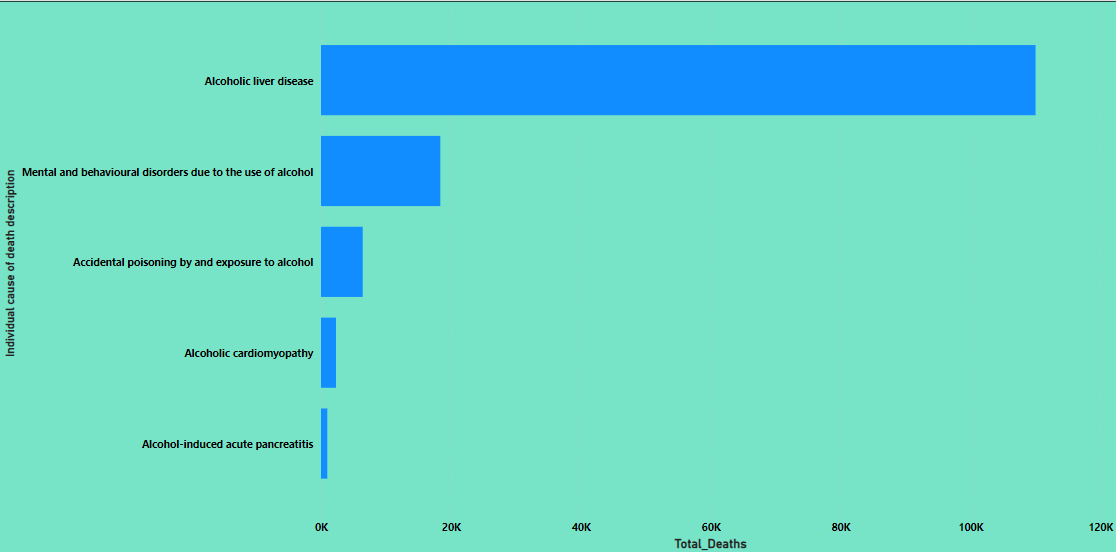 Individual cause of death description
Alcoholic liver disease
Mental and behavioural disorders due to the use of alcohol
Accidental poisoning by and exposure to alcohol
Alcoholic cardiomyopathy
Alcohol-induced acute pancreatitis
0K 20K 40K 60K 80K 100K 120K
Total_Deaths